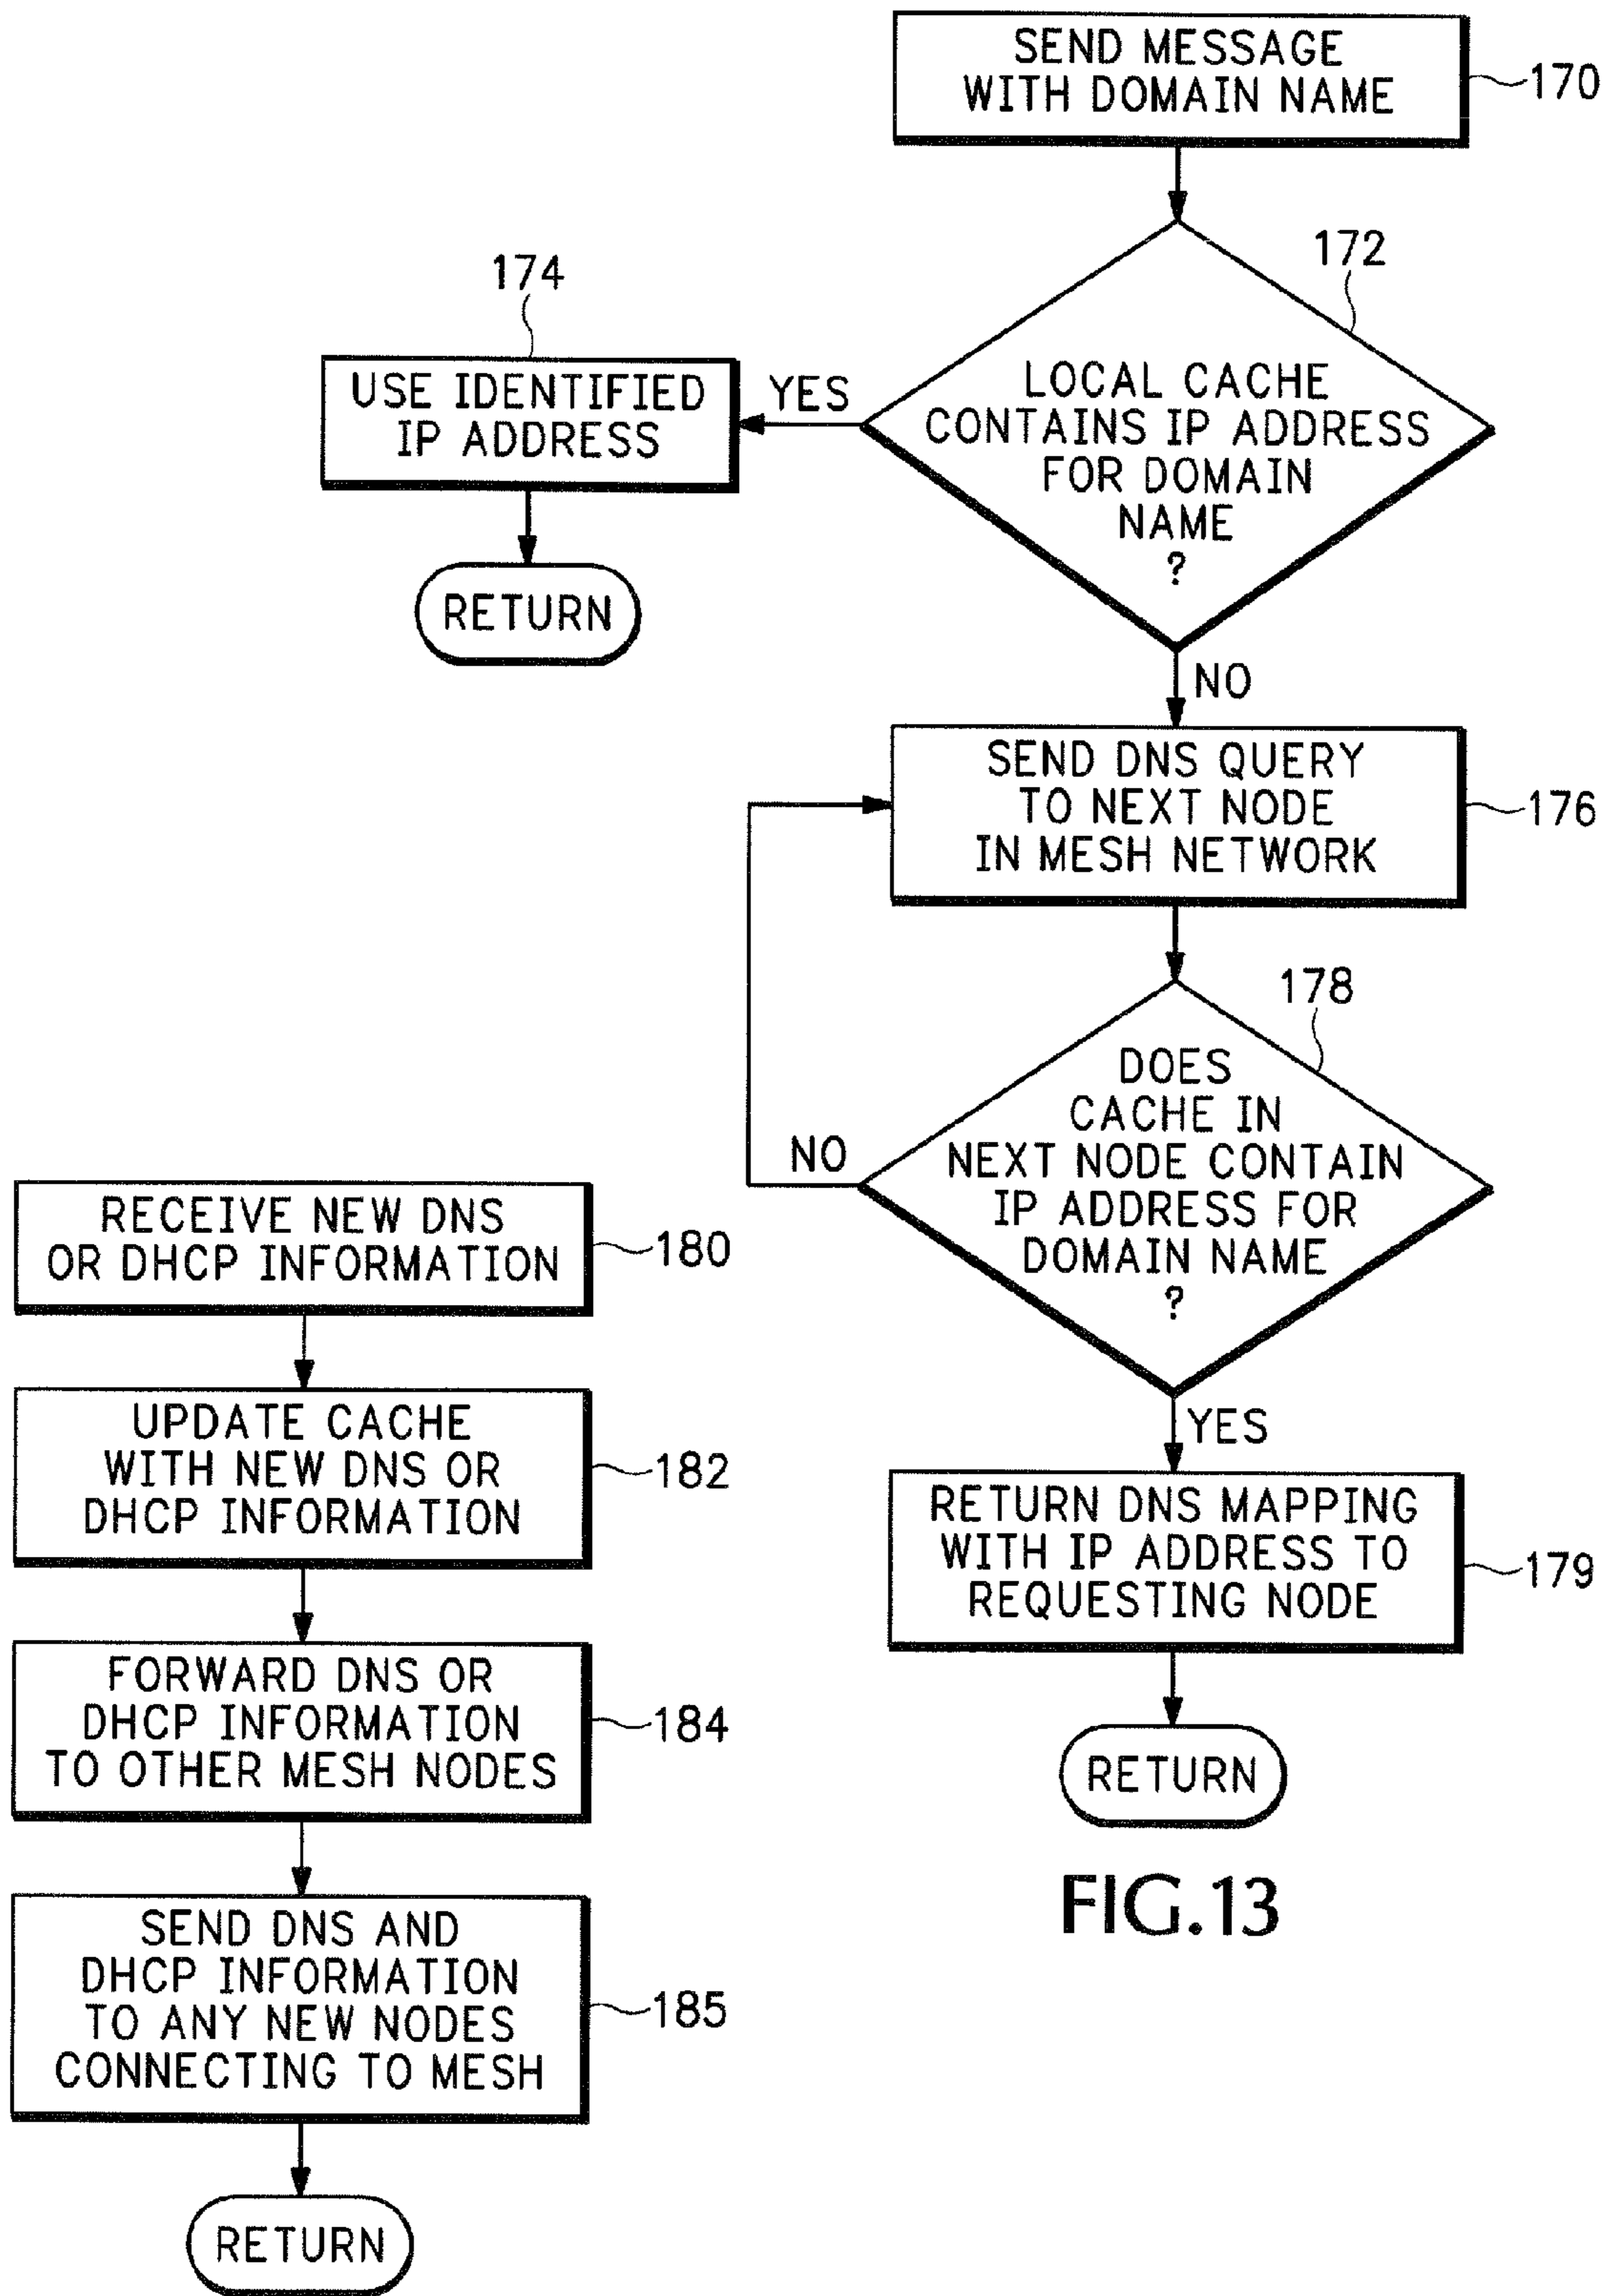 SEND MESSAGE
WITH DOMAIN NAME
170
172
LOCAL CACHE
CONTAINS IP ADDRESS
FOR DOMAIN
NAME
?
YES
174
USE IDENTIFIED
IP ADDRESS
RETURN
NO
SEND DNS QUERY
TO NEXT NODE
IN MESH NETWORK
176
178
DOES
CACHE IN
NEXT NODE CONTAIN
IP ADDRESS FOR
DOMAIN NAME
?
NO
YES
RETURN DNS MAPPING
WITH IP ADDRESS TO
REQUESTING NODE
179
RETURN
FIG.13
RECEIVE NEW DNS
OR DHCP INFORMATION
180
UPDATE CACHE
WITH NEW DNS OR
DHCP INFORMATION
182
FORWARD DNS OR
DHCP INFORMATION
TO OTHER MESH NODES
184
SEND DNS AND
DHCP INFORMATION
TO ANY NEW NODES
CONNECTING TO MESH
185
RETURN